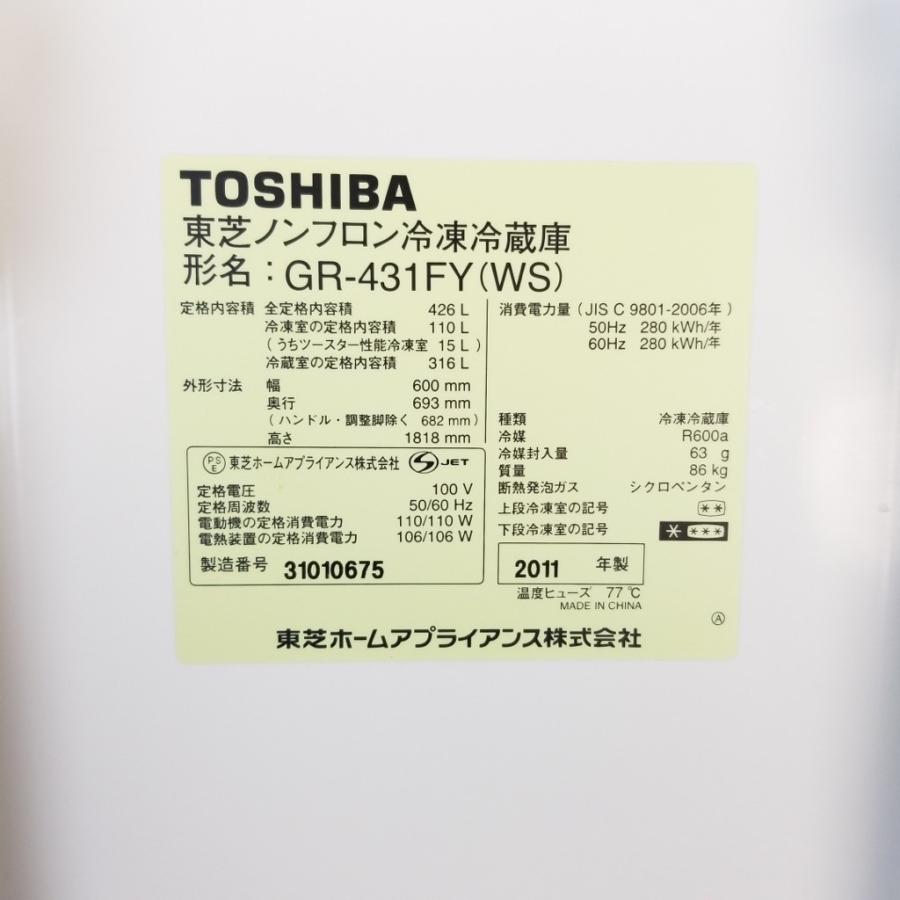 TOSHIBA
東芝ノンフロン冷凍冷蔵庫
形名：GR-431FY(WS)
定格内容積 全定格内容積 426 L
冷凍室の定格内容積 110 L
（うちツースター性能冷凍室 15 L）
冷蔵室の定格内容積 316 L
外形寸法 幅 600 mm
奥行 693 mm
（ハンドル・調整脚除く 682 mm）
高さ 1818 mm
消費電力量（JIS C 9801-2006年）
50Hz 280 kWh/年
60Hz 280 kWh/年
種類 冷凍冷蔵庫
冷媒 R600a
冷媒封入量 63 g
質量 86 kg
断熱発泡ガス シクロペンタン
上段冷凍室の記号 **
下段冷凍室の記号 * ***
PSE 東芝ホームアプライアンス株式会社 JET
定格電圧 100 V
定格周波数 50/60 Hz
電動機の定格消費電力 110/110 W
電熱装置の定格消費電力 106/106 W
製造番号 31010675
2011 年製
温度ヒューズ 77 ℃
MADE IN CHINA
Ⓐ
東芝ホームアプライアンス株式会社